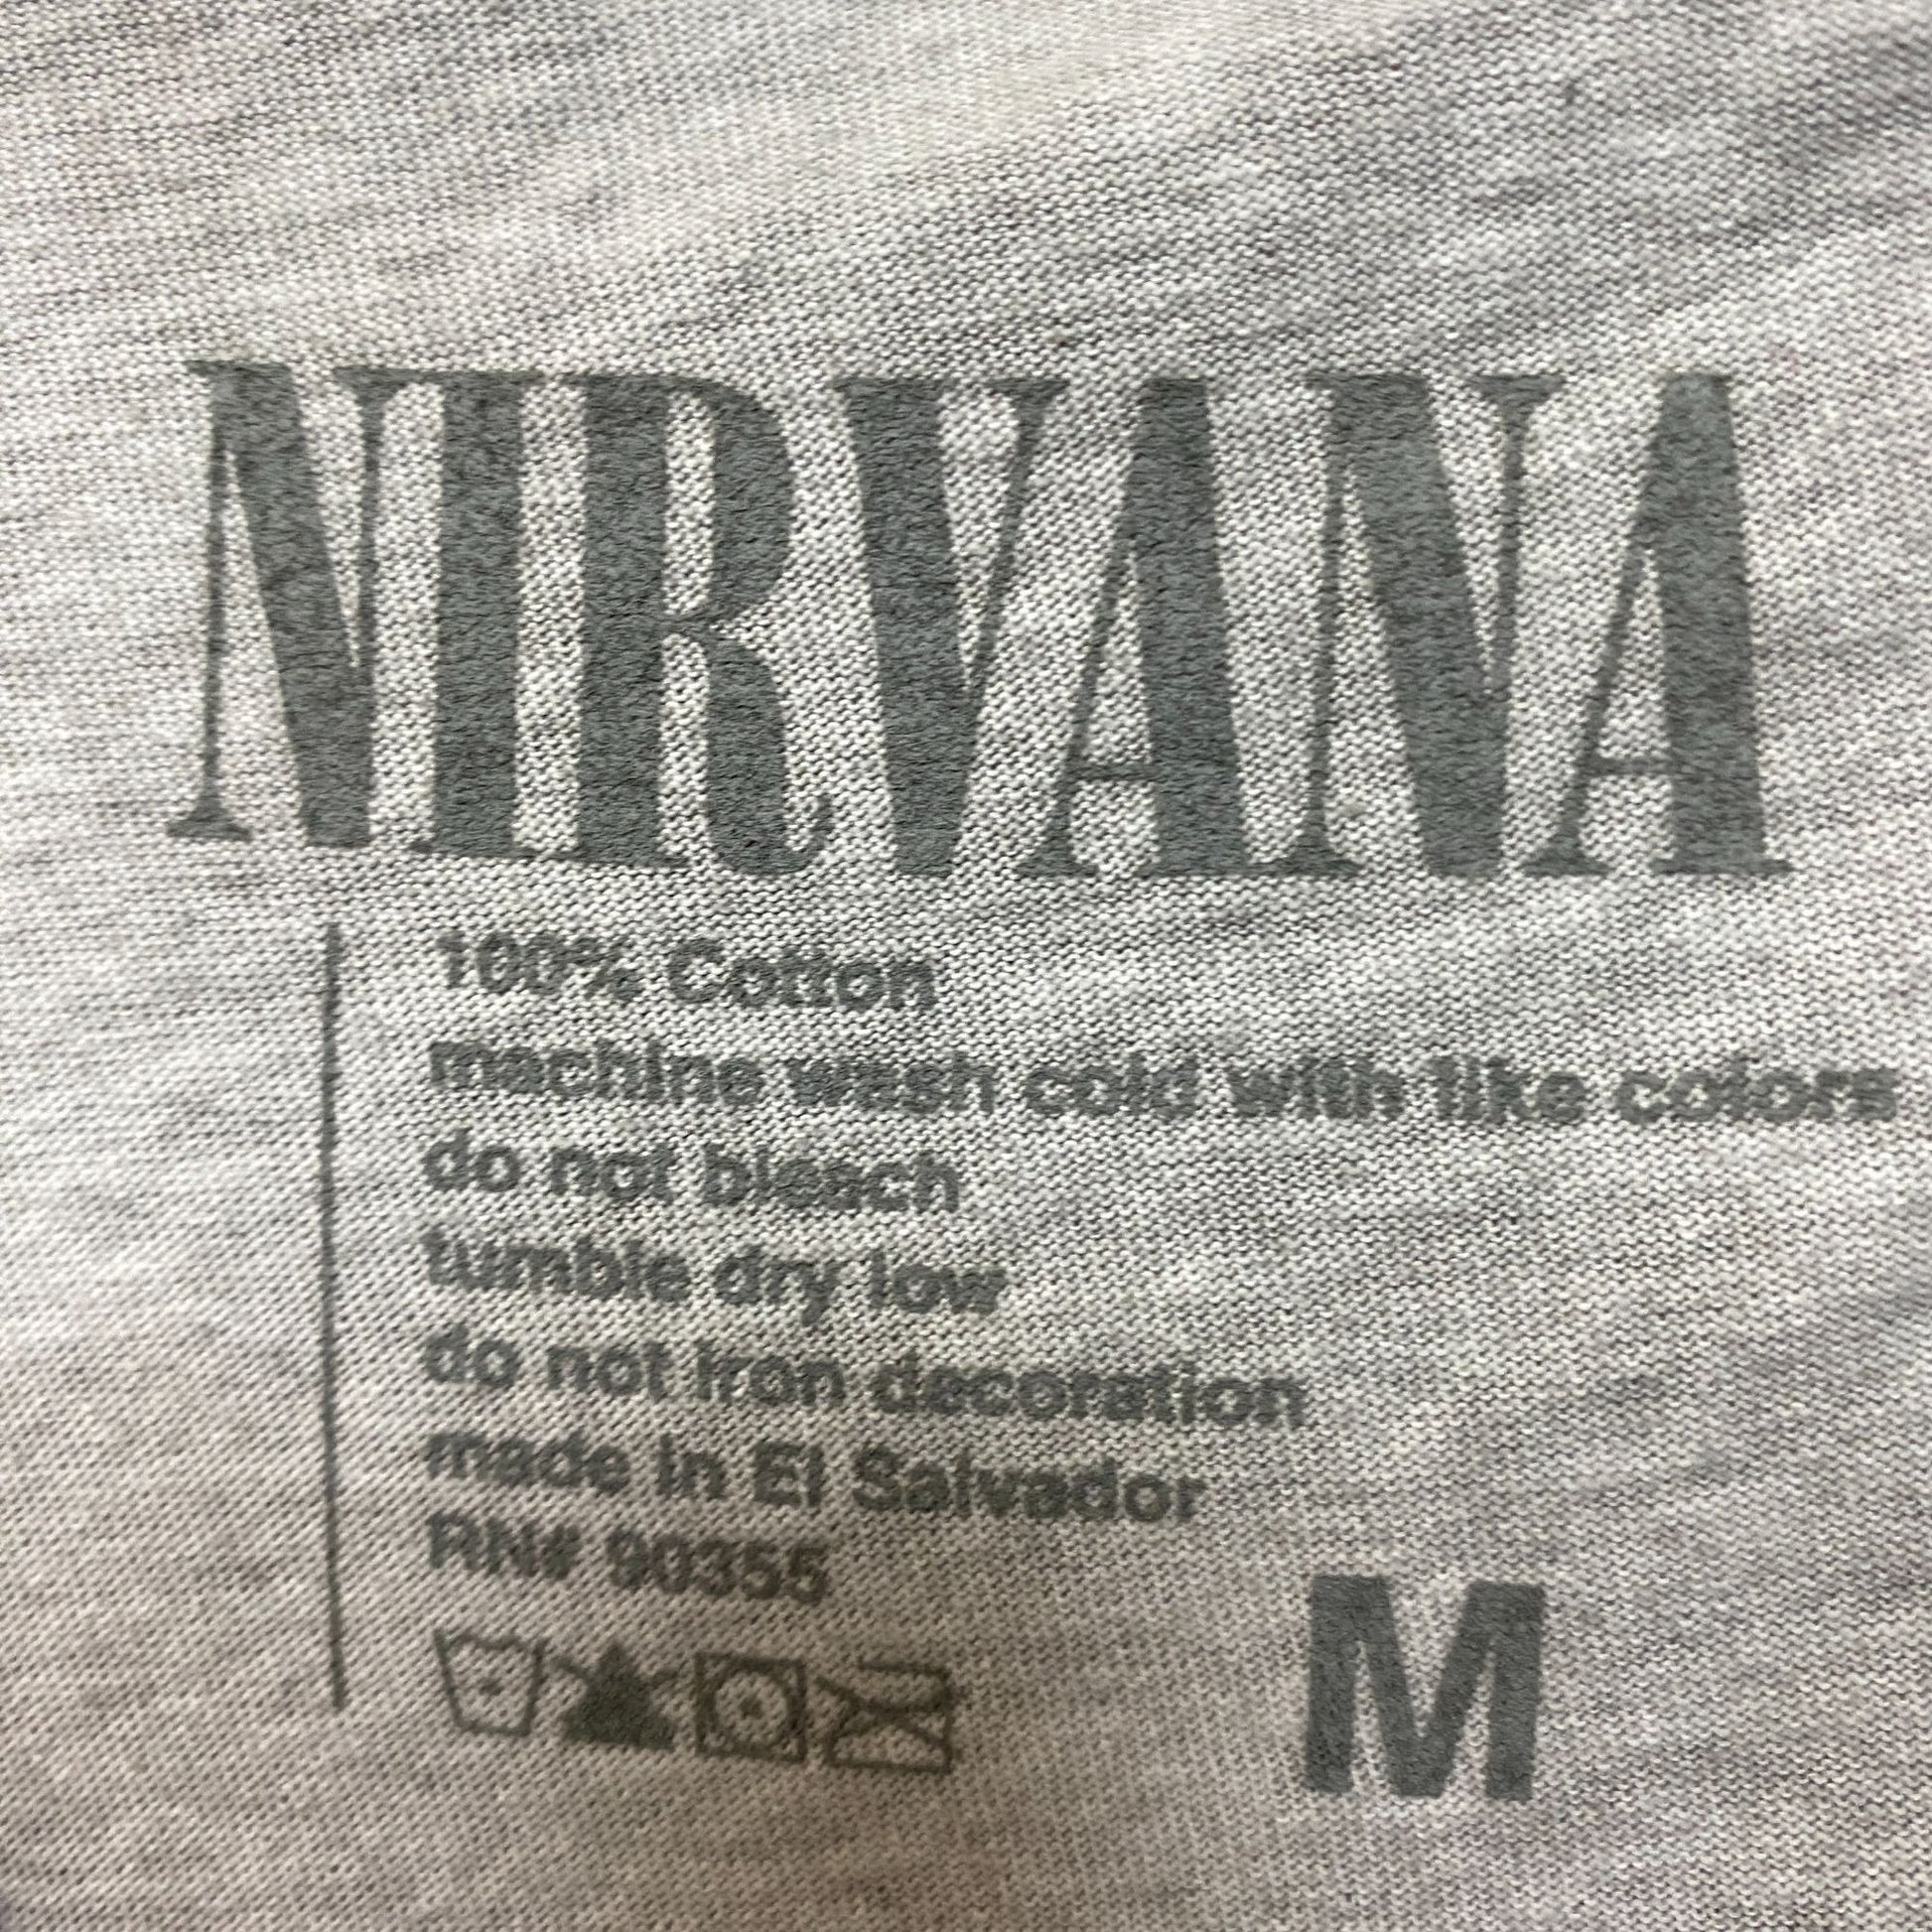 NIRVANA
100% Cotton
machine wash cold with like colors
do not bleach
tumble dry low
do not iron decoration
made in El Salvador
RN# 90355
M